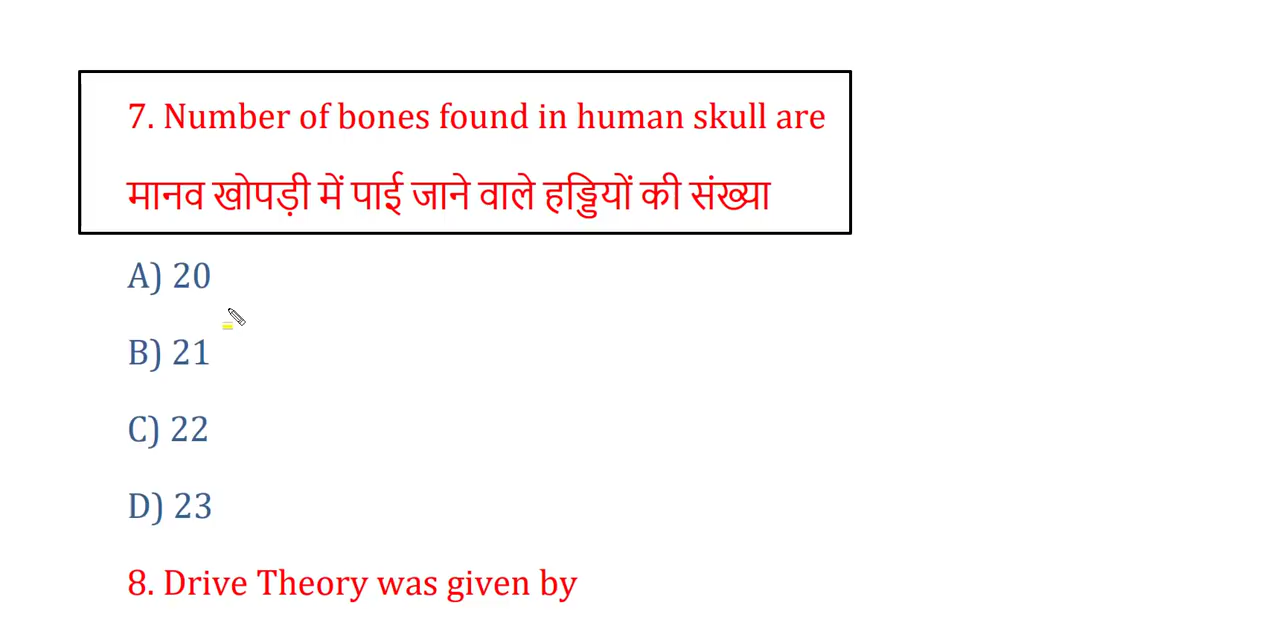 7. Number of bones found in human skull are
मानव खोपड़ी में पाई जाने वाले हड्डियों की संख्या
A) 20
B) 21
C) 22
D) 23
8. Drive Theory was given by